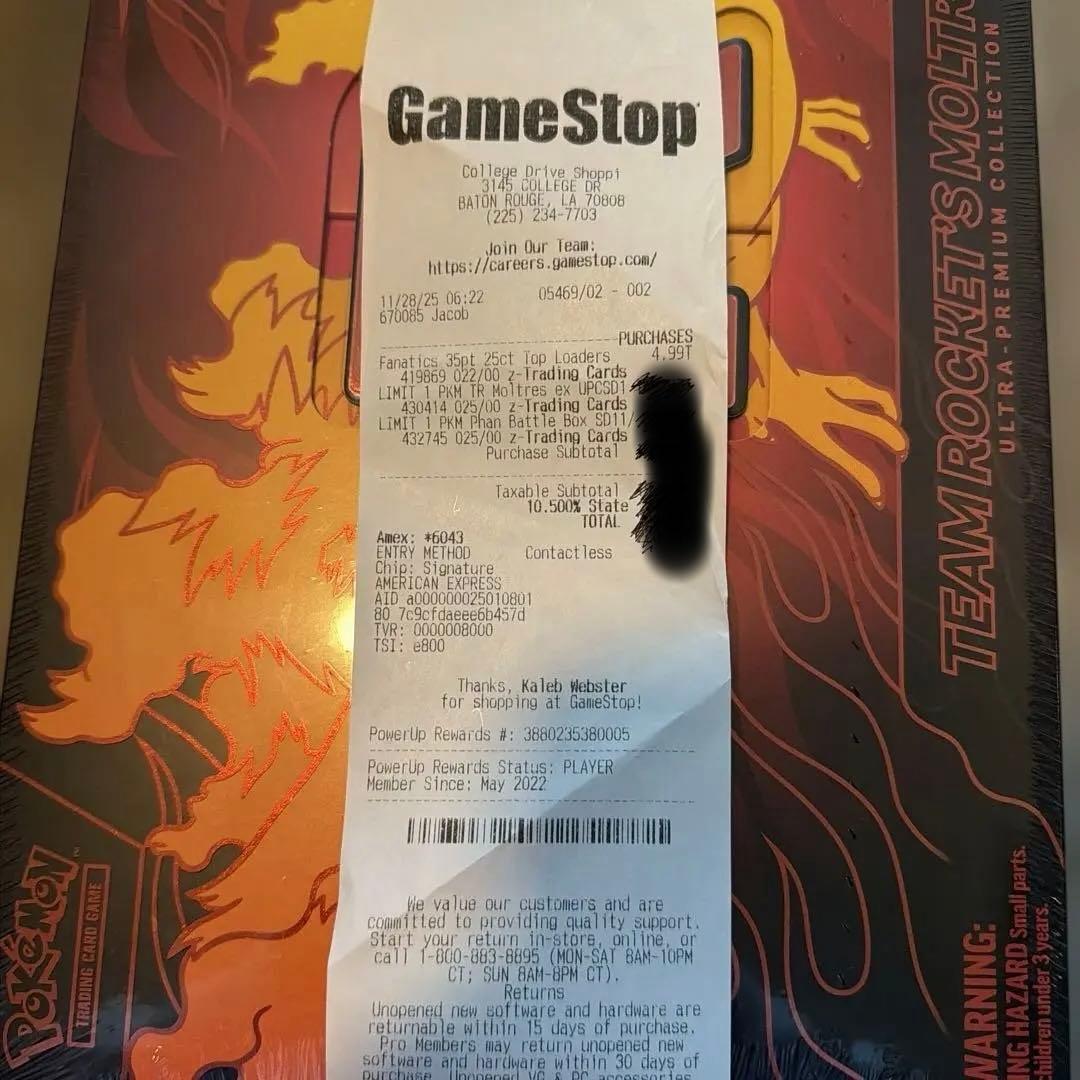 GameStop
College Drive Shoppi
3145 COLLEGE DR
BATON ROUGE, LA 70808
(225) 234-7703
Join Our Team:
https://careers.gamestop.com/
11/28/25 06:22 05469/02 - 002
670085 Jacob
PURCHASES
Fanatics 35pt 25ct Top Loaders 4.99T
419869 022/00 z-Trading Cards
LIMIT 1 PKM TR Moltres ex UPCSD1
430414 025/00 z-Trading Cards
LIMIT 1 PKM Phan Battle Box SD11/
432745 025/00 z-Trading Cards
Purchase Subtotal
Taxable Subtotal
10.500% State
TOTAL
Amex: *6043
ENTRY METHOD Contactless
Chip: Signature
AMERICAN EXPRESS
AID a000000025010801
80 7c9cfdaeee6b457d
TVR: 0000008000
TSI: e800
Thanks, Kaleb Webster
for shopping at GameStop!
PowerUp Rewards #: 3880235380005
PowerUp Rewards Status: PLAYER
Member Since: May 2022
We value our customers and are
committed to providing quality support.
Start your return in-store, online, or
call 1-800-883-8895 (MON-SAT 8AM-10PM
CT; SUN 8AM-8PM CT).
Returns
Unopened new software and hardware are
returnable within 15 days of purchase.
Pro Members may return unopened new
software and hardware within 30 days of
purchase. Unopened VG & PC accessories
TEAM ROCKET'S MOLTR
ULTRA-PREMIUM COLLECTION
POKéMON™
TRADING CARD GAME
WARNING:
ING HAZARD Small parts.
children under 3 years.